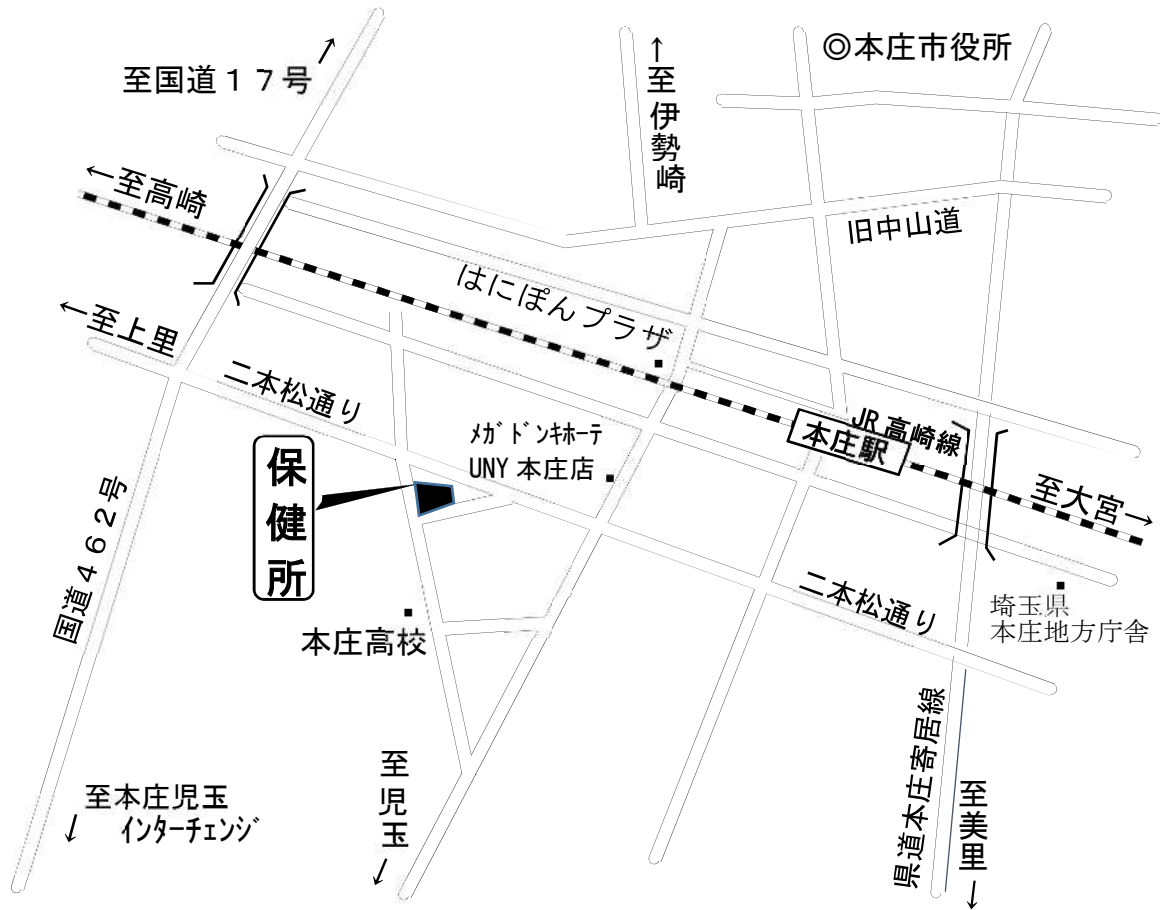 至国道１７号
◎本庄市役所
↑至伊勢崎
←至高崎
旧中山道
はにぽんプラザ
←至上里
二本松通り
JR高崎線
本庄駅
メガドンキホーテ
UNY 本庄店
保健所
至大宮→
国道４６２号
二本松通り
埼玉県
本庄地方庁舎
本庄高校
県道本庄寄居線
至児玉
至美里
至本庄児玉
インターチェンジ